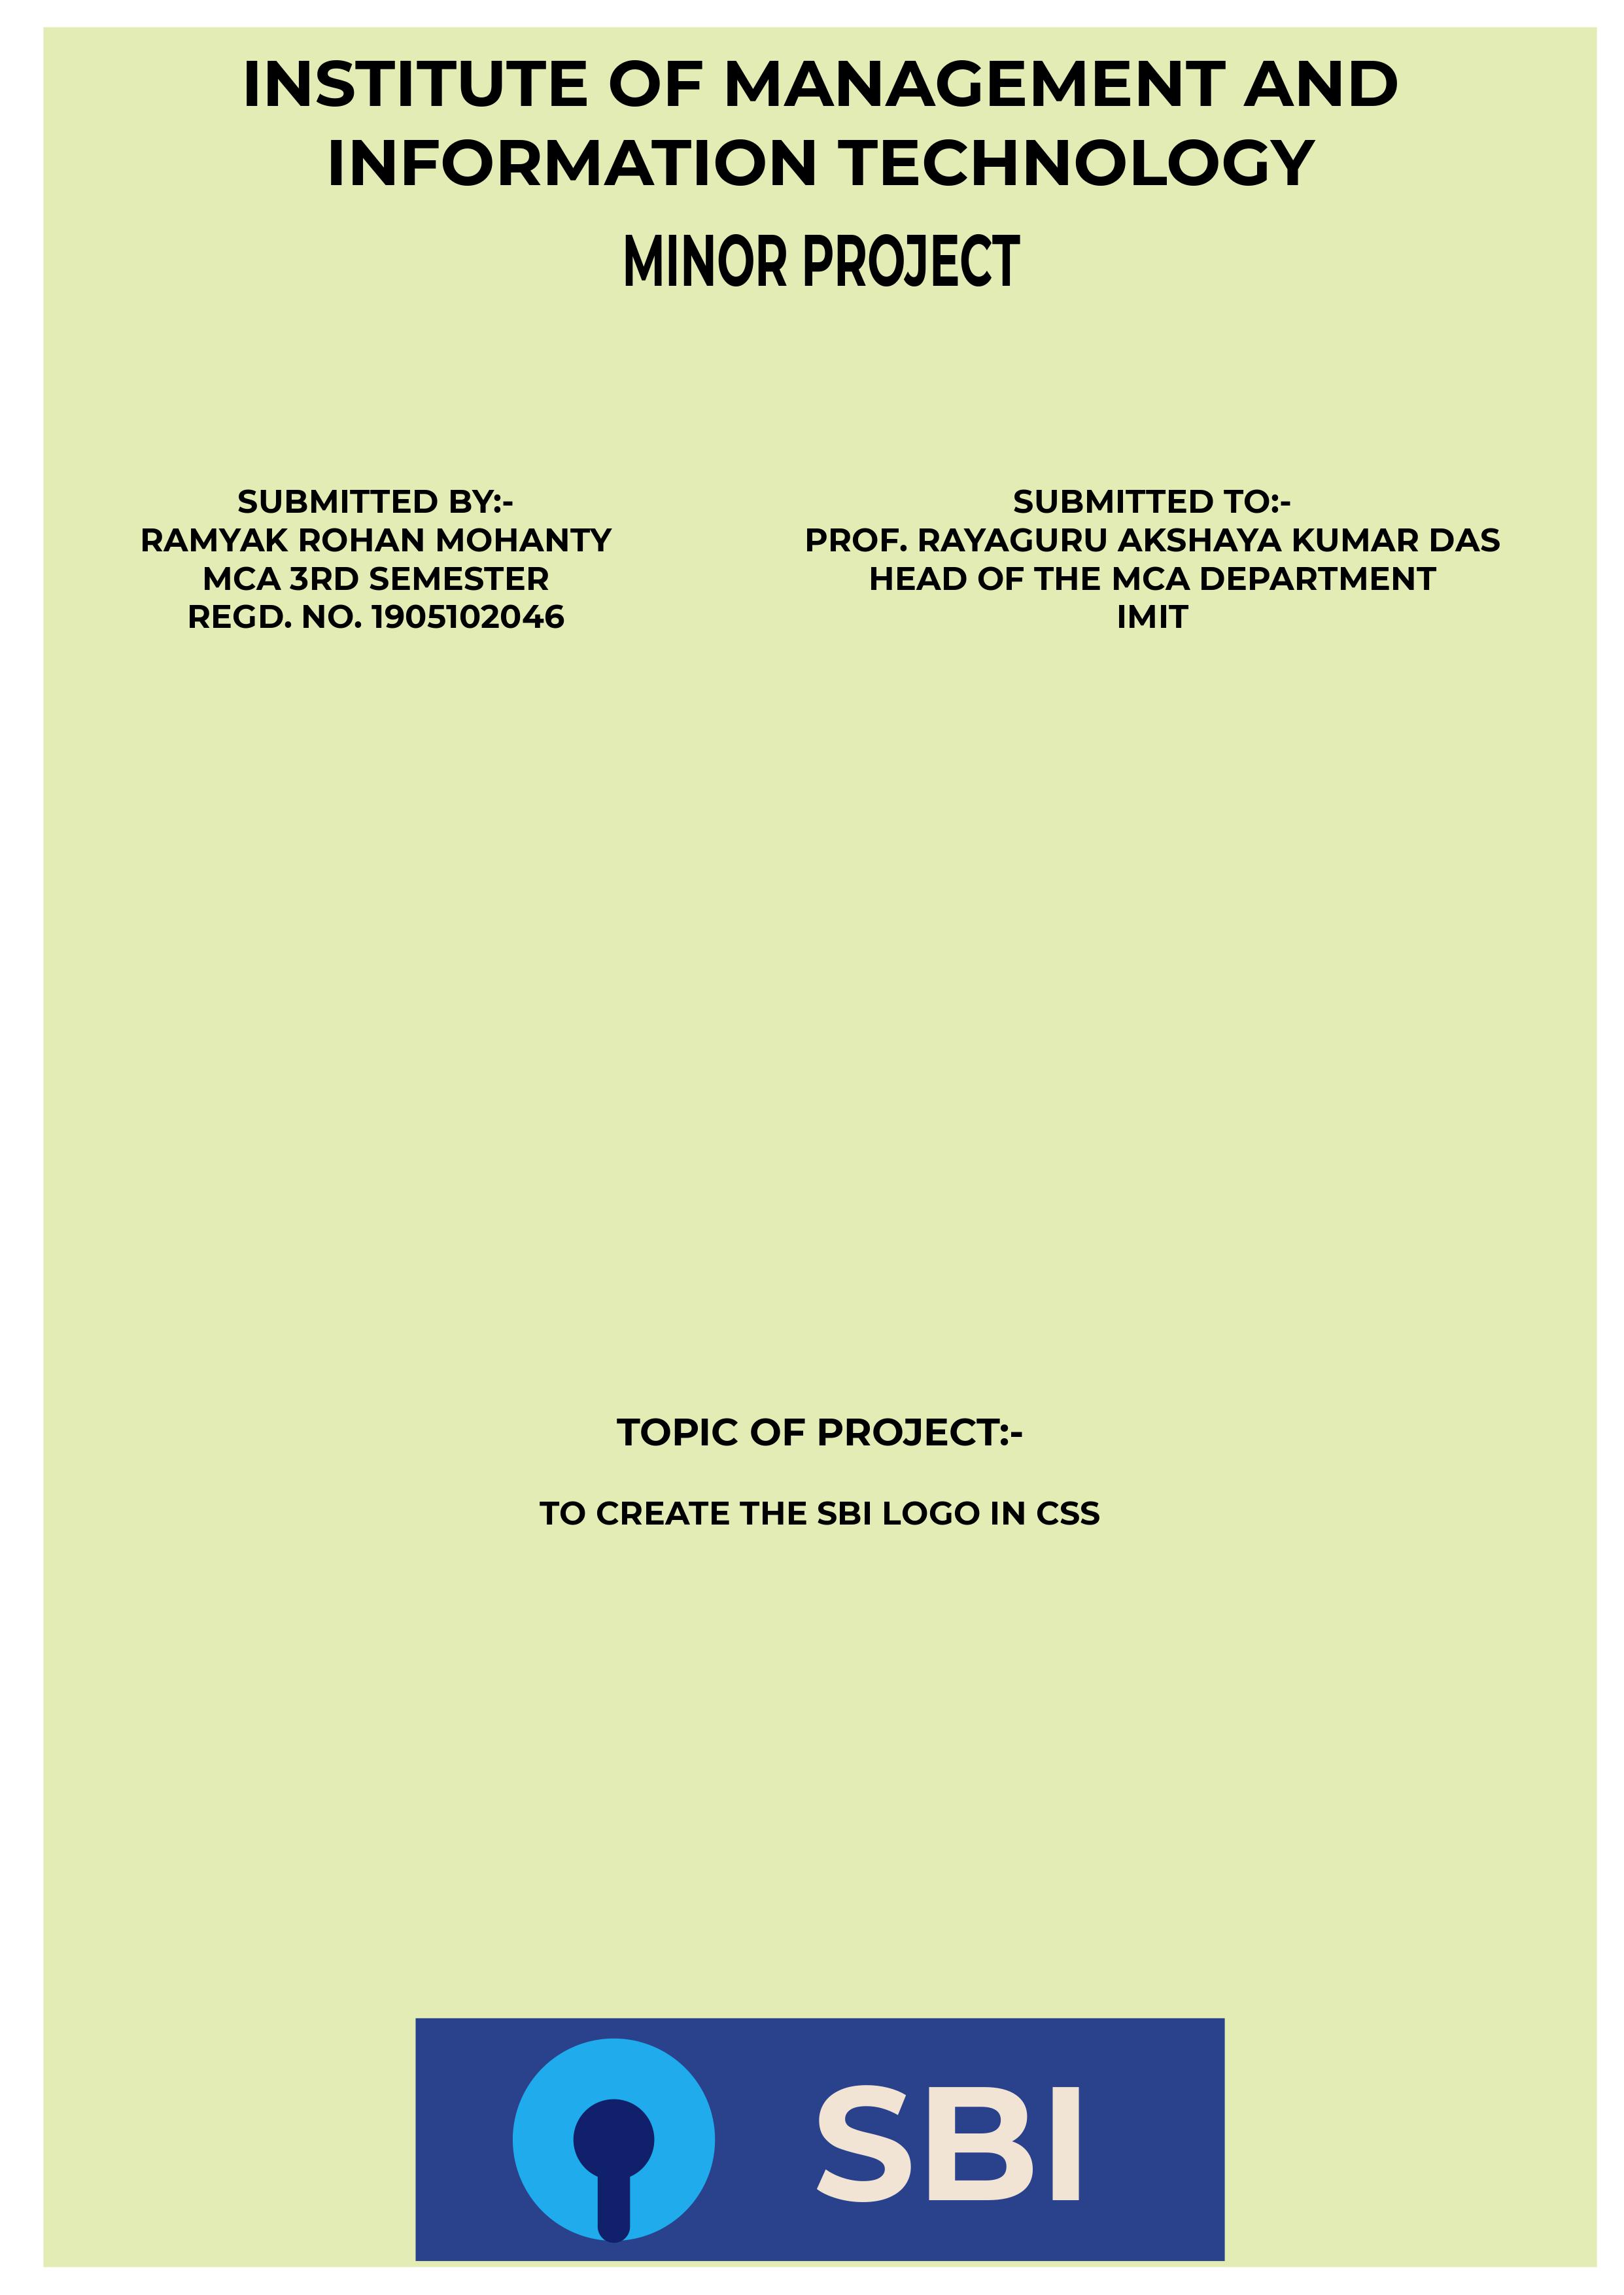 INSTITUTE OF MANAGEMENT AND
INFORMATION TECHNOLOGY
MINOR PROJECT
SUBMITTED BY:-
RAMYAK ROHAN MOHANTY
MCA 3RD SEMESTER
REGD. NO. 1905102046
SUBMITTED TO:-
PROF. RAYAGURU AKSHAYA KUMAR DAS
HEAD OF THE MCA DEPARTMENT
IMIT
TOPIC OF PROJECT:-
TO CREATE THE SBI LOGO IN CSS
SBI